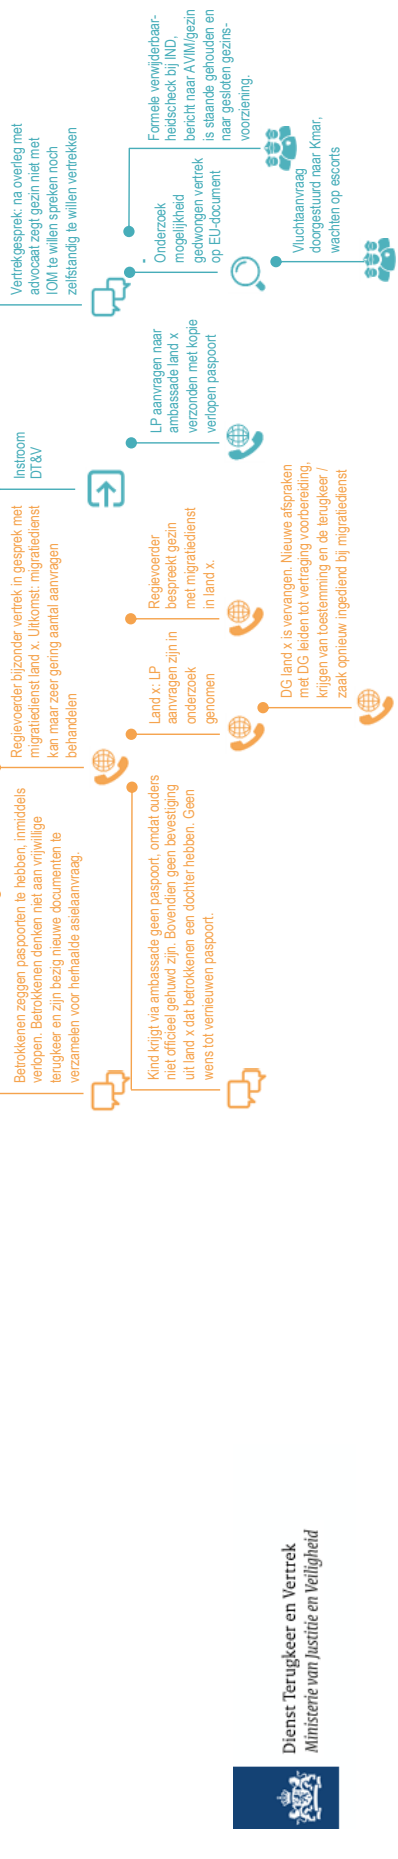 Betrokkenen zeggen paspoorten te hebben, inmiddels
verlopen. Betrokkenen denken niet aan vrijwillige
terugkeer en zijn bezig nieuwe documenten te
verzamelen voor herhaalde asielaanvraag.
Regievoerder bijzonder vertrek in gesprek met
migratiedienst land x. Uitkomst: migratiedienst
kan maar zeer gering aantal aanvragen
behandelen
Instroom
DT&V
Vertrekgesprek: na overleg met
advocaat zegt gezin niet met
IOM te willen spreken noch
zelfstandig te willen vertrekken
Kind krijgt via ambassade geen paspoort, omdat ouders
niet officieel gehuwd zijn. Bovendien geen bevestiging
uit land x dat betrokkenen een dochter hebben. Geen
wens tot vernieuwen paspoort.
Land x: LP
aanvragen zijn in
onderzoek
genomen
Regievoerder
bespreekt gezin
met migratiedienst
in land x.
LP aanvragen naar
ambassade land x
verzonden met kopie
verlopen paspoort
Onderzoek
mogelijkheid
gedwongen vertrek
op EU-document
Formele verwijderbaar-
heidscheck bij IND,
bericht naar AVIM/gezin
is staande gehouden en
naar gesloten gezins-
voorziening.
DG land x is vervangen. Nieuwe afspraken
met DG leiden tot vertraging voorbereiding,
krijgen van toestemming en de terugkeer /
zaak opnieuw ingediend bij migratiedienst
Vluchtaanvraag
doorgestuurd naar Kmar,
wachten op escorts
Dienst Terugkeer en Vertrek
Ministerie van Justitie en Veiligheid